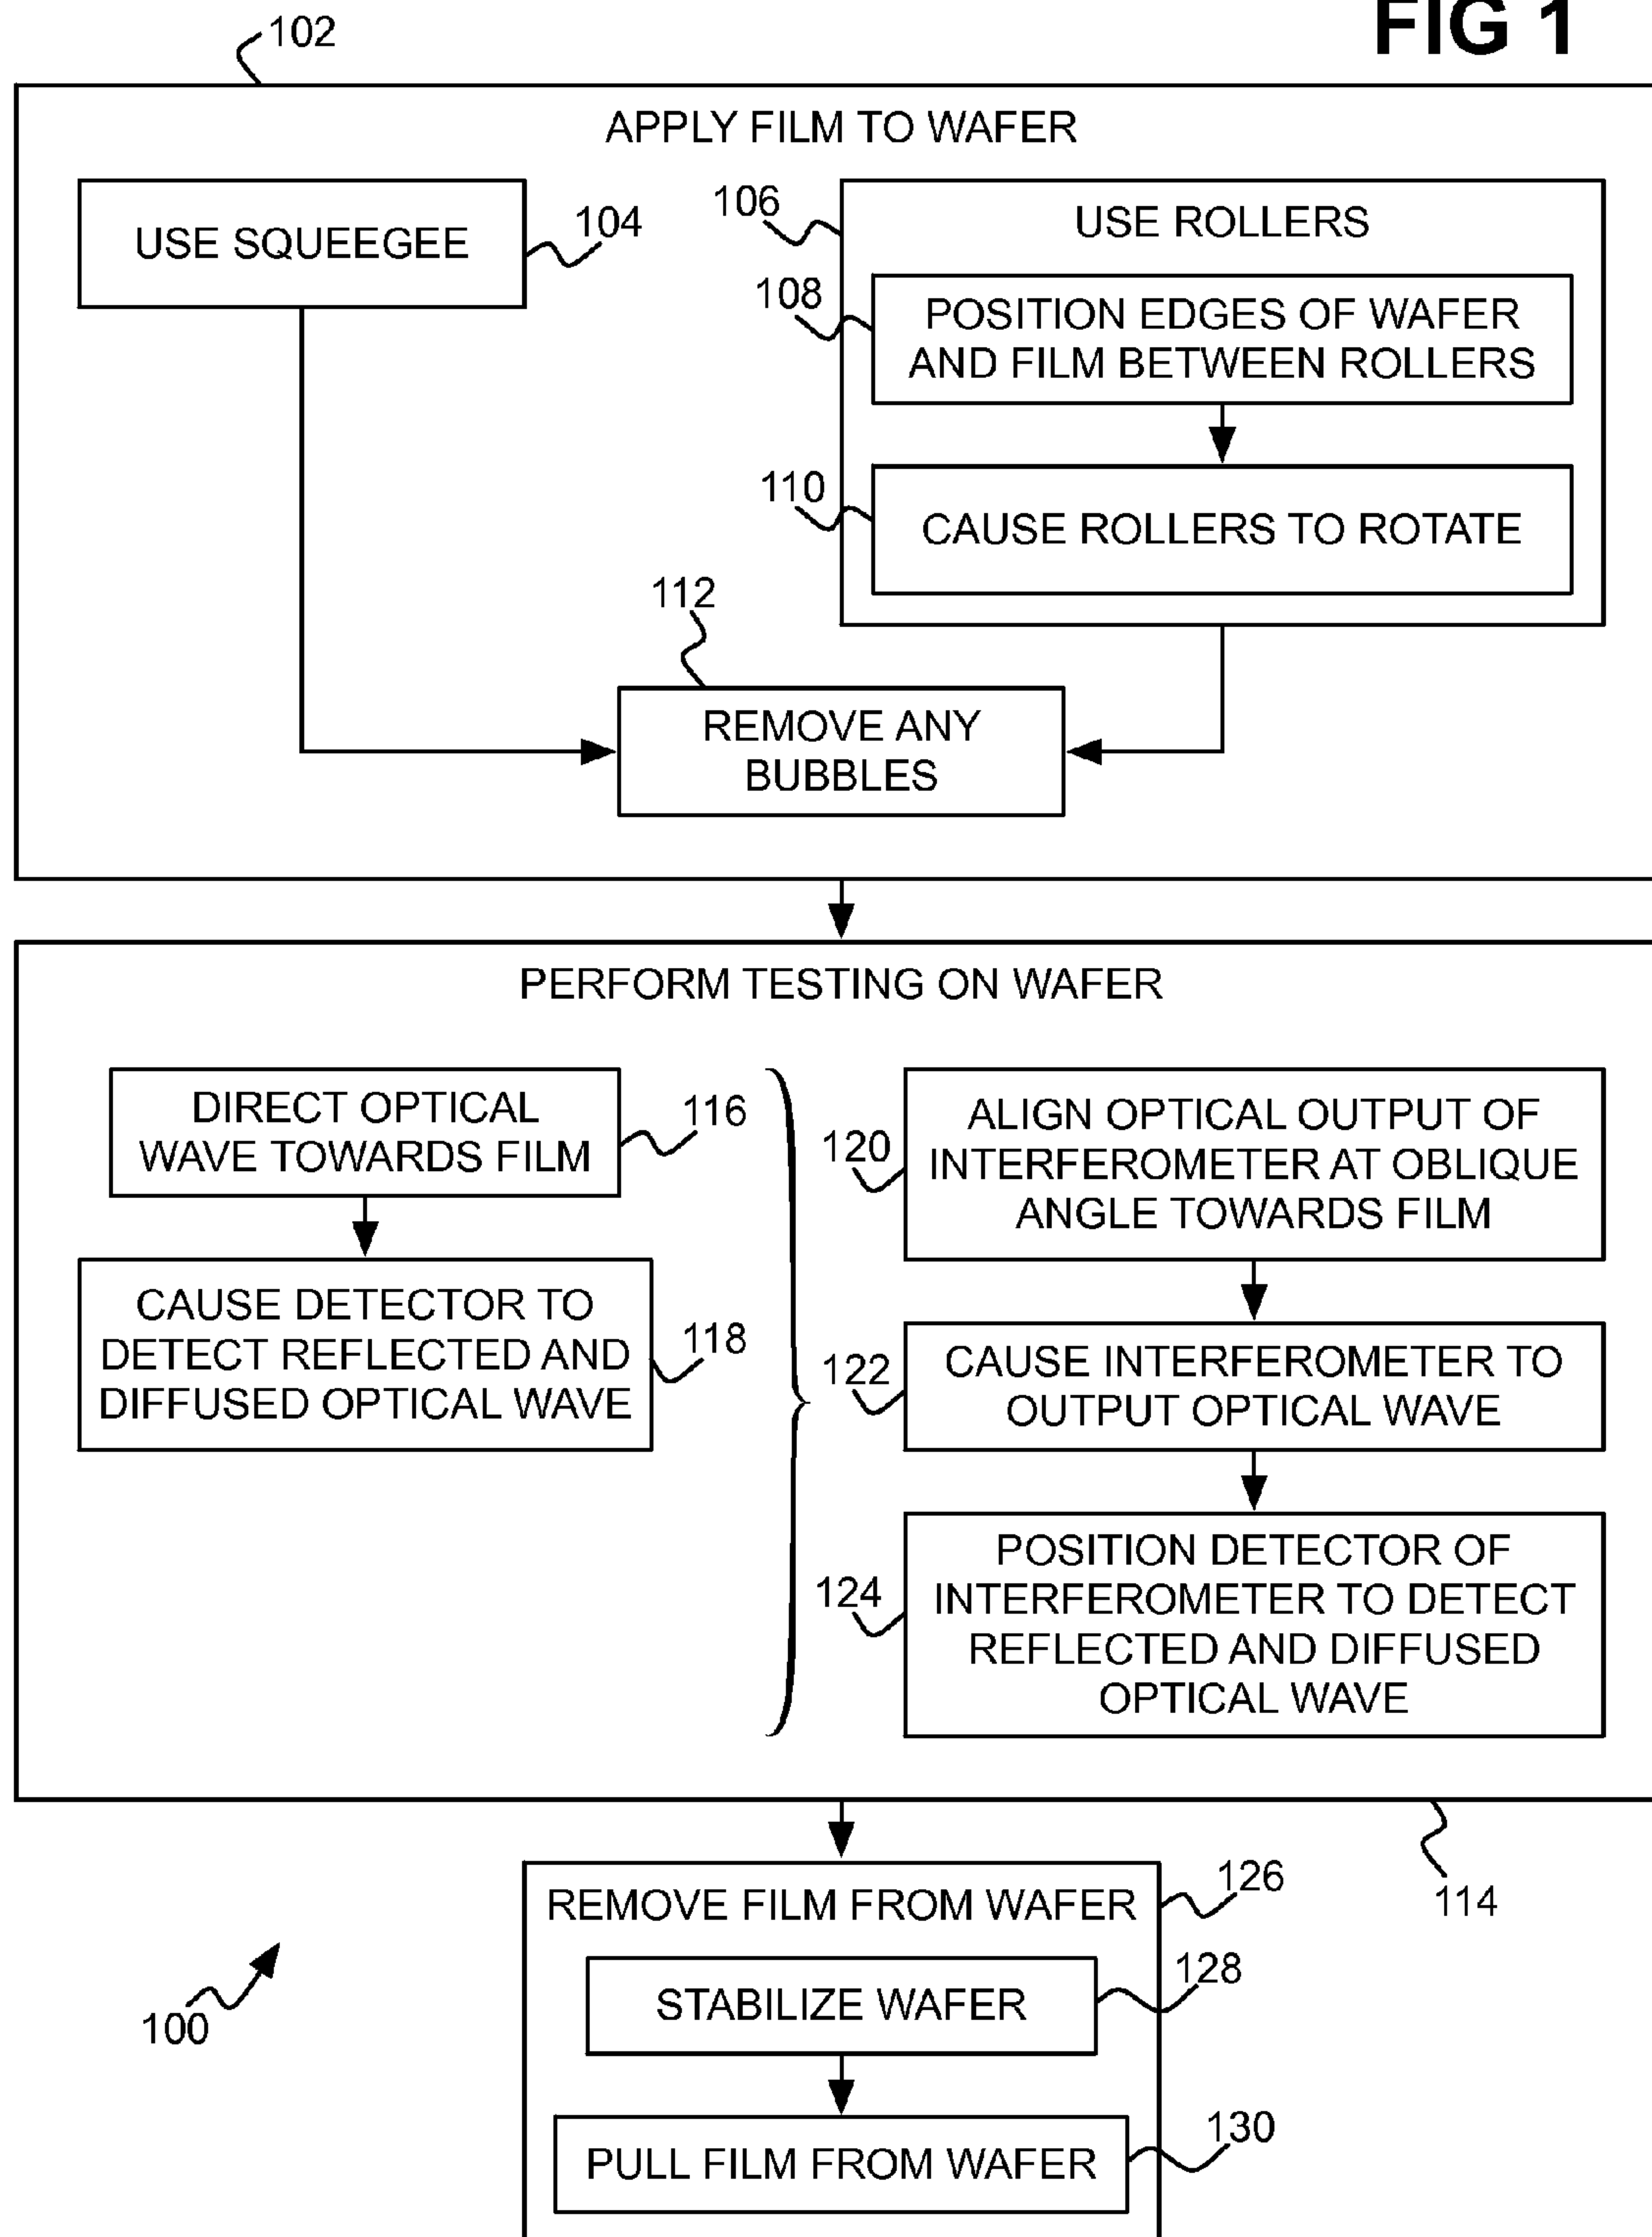 FIG 1
102
APPLY FILM TO WAFER
USE SQUEEGEE
104
106
USE ROLLERS
108
POSITION EDGES OF WAFER
AND FILM BETWEEN ROLLERS
110
CAUSE ROLLERS TO ROTATE
112
REMOVE ANY
BUBBLES
PERFORM TESTING ON WAFER
DIRECT OPTICAL
WAVE TOWARDS FILM
116
CAUSE DETECTOR TO
DETECT REFLECTED AND
DIFFUSED OPTICAL WAVE
118
120
ALIGN OPTICAL OUTPUT OF
INTERFEROMETER AT OBLIQUE
ANGLE TOWARDS FILM
122
CAUSE INTERFEROMETER TO
OUTPUT OPTICAL WAVE
124
POSITION DETECTOR OF
INTERFEROMETER TO DETECT
REFLECTED AND DIFFUSED
OPTICAL WAVE
114
REMOVE FILM FROM WAFER
126
STABILIZE WAFER
128
PULL FILM FROM WAFER
130
100